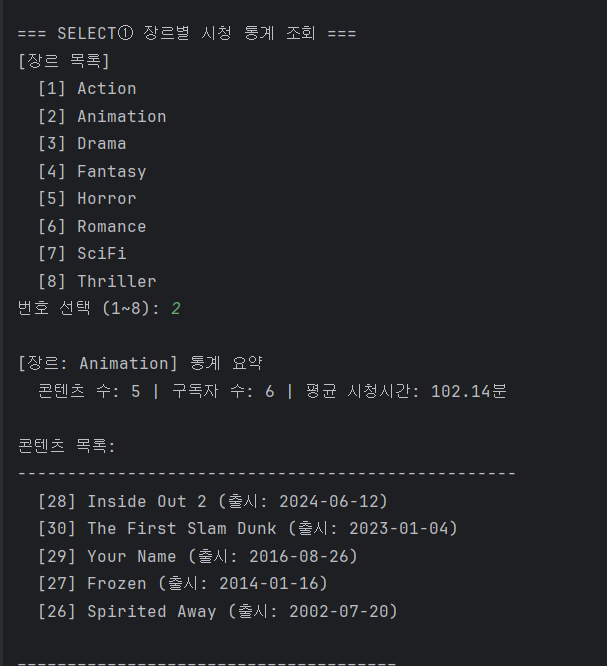 === SELECT① 장르별 시청 통계 조회 ===
[장르 목록]
[1] Action
[2] Animation
[3] Drama
[4] Fantasy
[5] Horror
[6] Romance
[7] SciFi
[8] Thriller
번호 선택 (1~8): 2
[장르: Animation] 통계 요약
콘텐츠 수: 5 | 구독자 수: 6 | 평균 시청시간: 102.14분
콘텐츠 목록:
--------------------------------------------------
[28] Inside Out 2 (출시: 2024-06-12)
[30] The First Slam Dunk (출시: 2023-01-04)
[29] Your Name (출시: 2016-08-26)
[27] Frozen (출시: 2014-01-16)
[26] Spirited Away (출시: 2002-07-20)
--------------------------------------